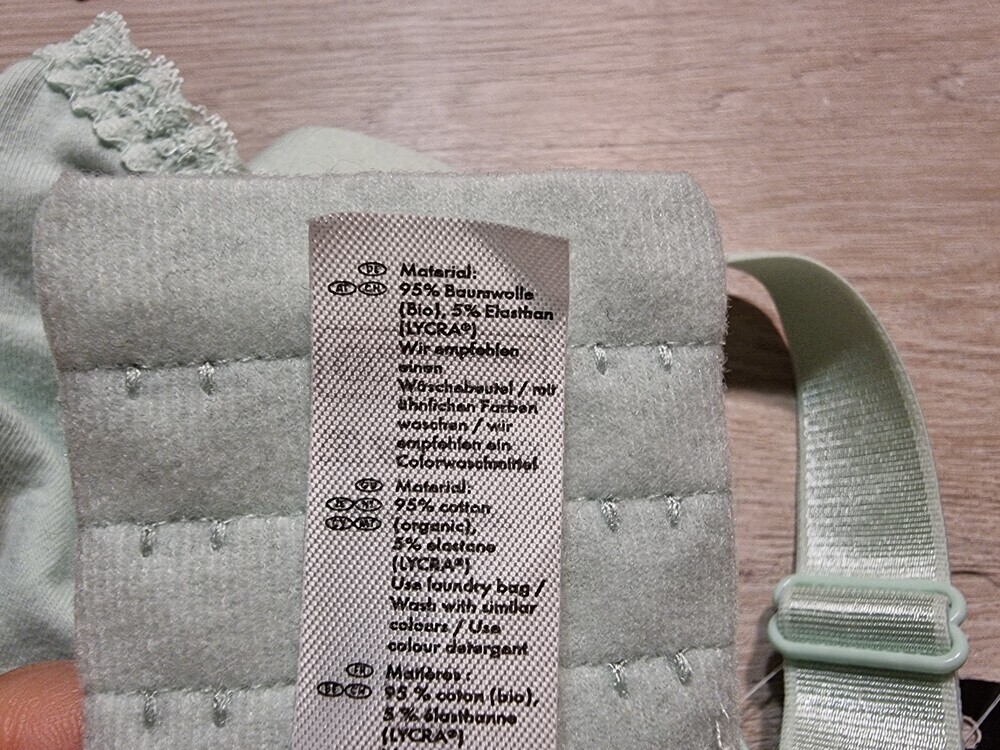 DE Material:
AT CH 95% Baumwolle
(Bio), 5% Elasthan
(LYCRA®)
Wir empfehlen
einen
Wäschebeutel / mit
ähnlichen Farben
waschen / wir
empfehlen ein
Colorwaschmittel
GB Material:
IE NI 95% cotton
CY MT (organic),
5% elastane
(LYCRA®)
Use laundry bag /
Wash with similar
colours / Use
colour detergent
FR Matières :
BE CH 95 % coton (bio),
5 % élasthanne
(LYCRA®)